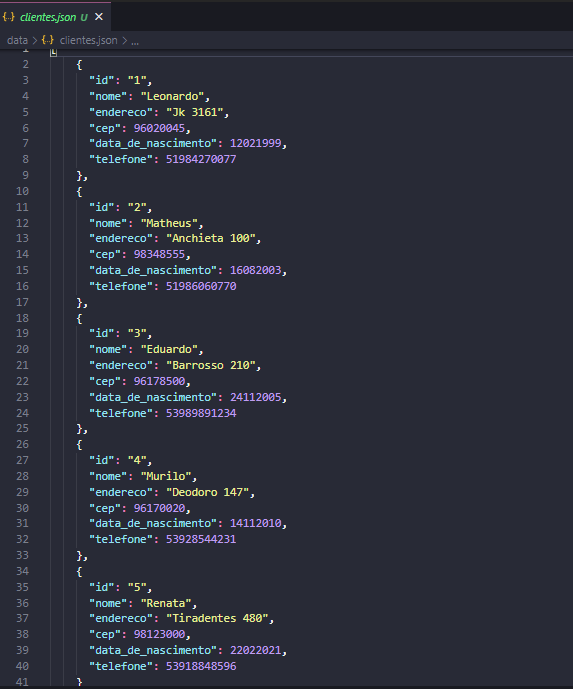 {..} clientes.json U ×
data > {..} clientes.json > ...
1 [
2 {
3 "id": "1",
4 "nome": "Leonardo",
5 "endereco": "Jk 3161",
6 "cep": 96020045,
7 "data_de_nascimento": 12021999,
8 "telefone": 51984270077
9 },
10 {
11 "id": "2",
12 "nome": "Matheus",
13 "endereco": "Anchieta 100",
14 "cep": 98348555,
15 "data_de_nascimento": 16082003,
16 "telefone": 51986060770
17 },
18 {
19 "id": "3",
20 "nome": "Eduardo",
21 "endereco": "Barrosso 210",
22 "cep": 96178500,
23 "data_de_nascimento": 24112005,
24 "telefone": 53989891234
25 },
26 {
27 "id": "4",
28 "nome": "Murilo",
29 "endereco": "Deodoro 147",
30 "cep": 96170020,
31 "data_de_nascimento": 14112010,
32 "telefone": 53928544231
33 },
34 {
35 "id": "5",
36 "nome": "Renata",
37 "endereco": "Tiradentes 480",
38 "cep": 98123000,
39 "data_de_nascimento": 22022021,
40 "telefone": 53918848596
41 }